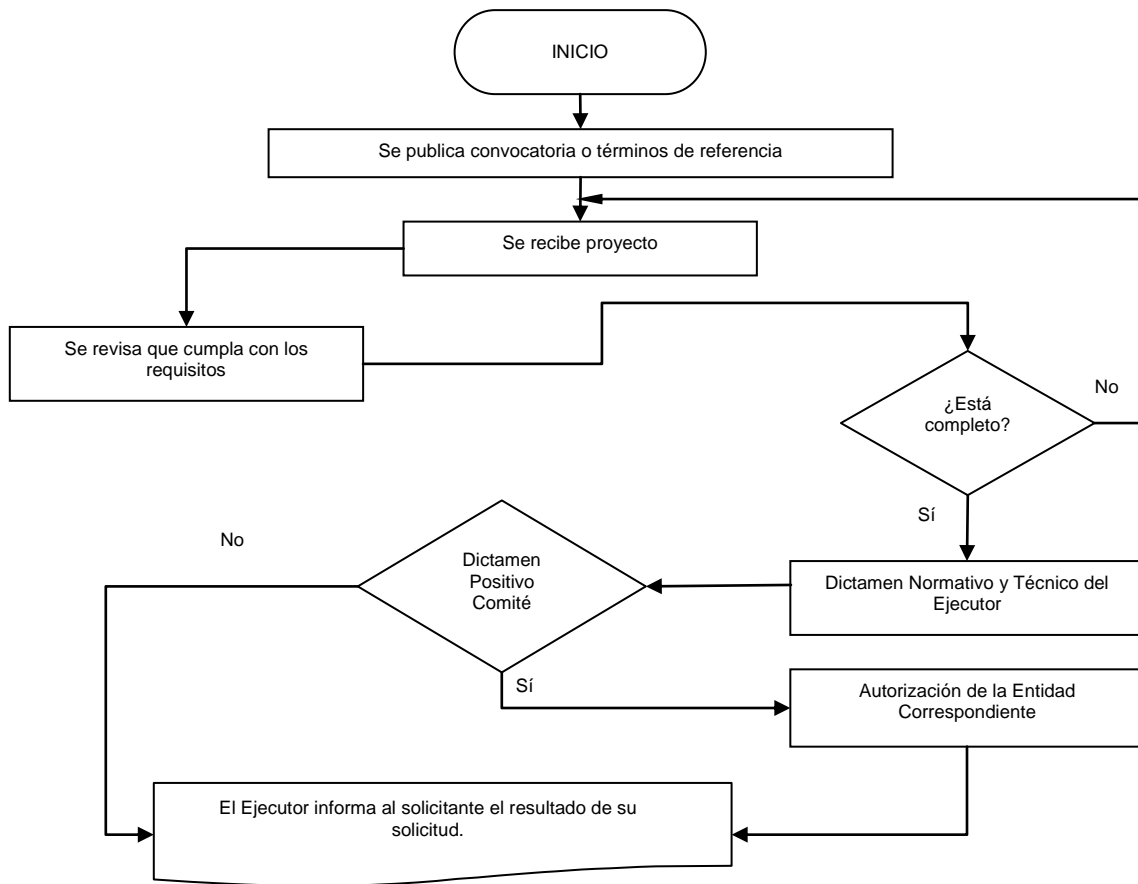 INICIO
Se publica convocatoria o términos de referencia
Se recibe proyecto
Se revisa que cumpla con los
requisitos
¿Está
completo?
No
Sí
Dictamen Normativo y Técnico del
Ejecutor
Dictamen
Positivo
Comité
No
Sí
Autorización de la Entidad
Correspondiente
El Ejecutor informa al solicitante el resultado de su
solicitud.